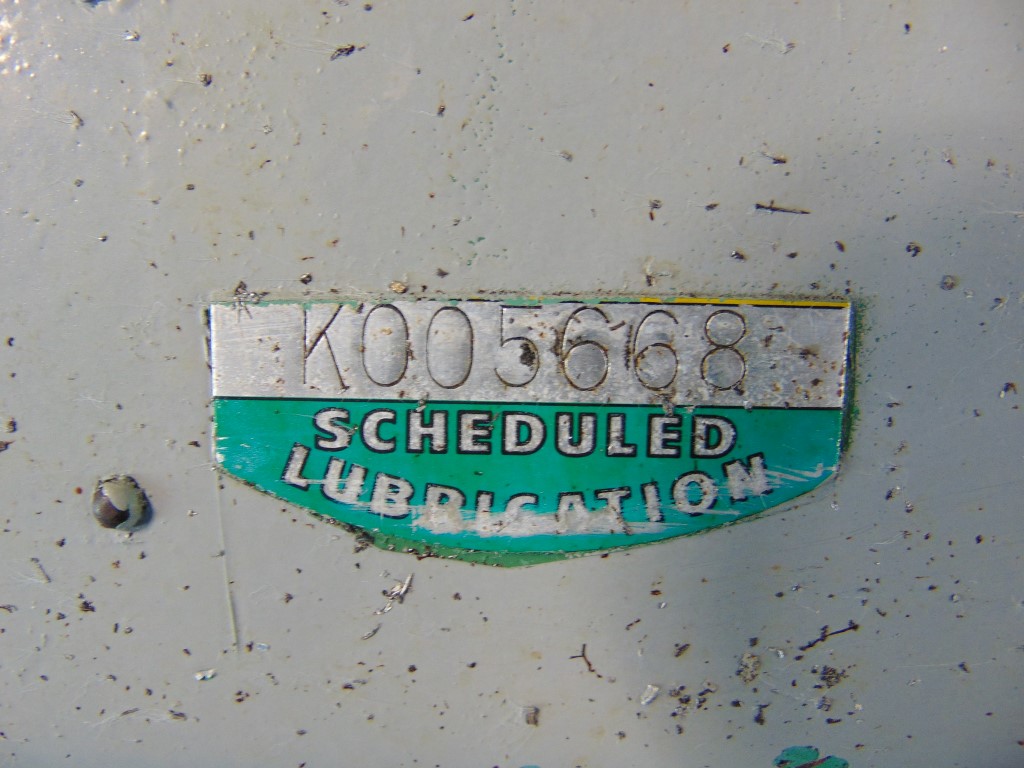 K005668
SCHEDULED
LUBRICATION